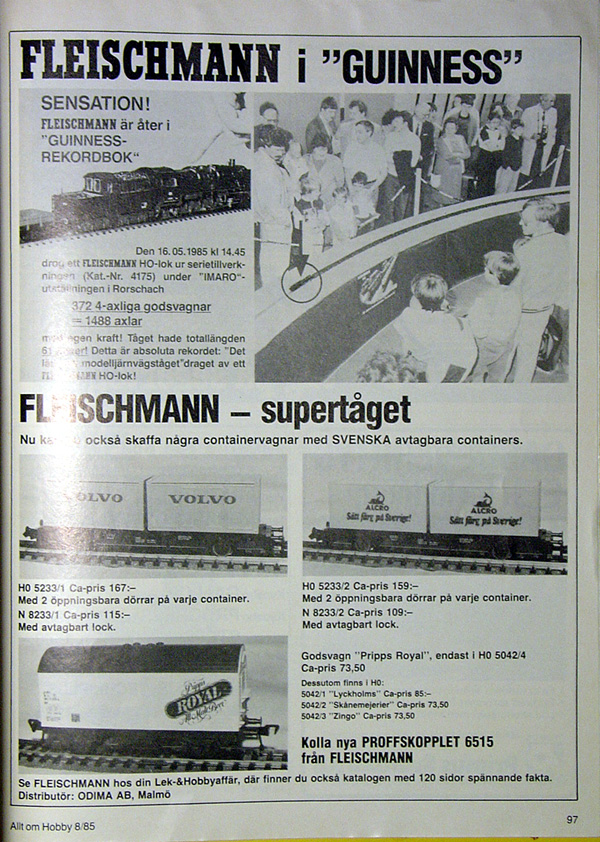 FLEISCHMANN i "GUINNESS"
SENSATION!
FLEISCHMANN är åter i
"GUINNESS-
REKORDBOK"
Den 16.05.1985 kl 14.45
drog ett FLEISCHMANN HO-lok ur serietillverk-
ningen (Kat.-Nr. 4175) under "IMARO"-
utställningen i Rorschach
372 4-axliga godsvagnar
= 1488 axlar
med egen kraft! Tåget hade totallängden
Detta är absoluta rekordet: "Det
modelljärnvägståget"draget av ett
FLEISCHMANN HO-lok!
FLEISCHMANN – supertåget
Nu också skaffa några containervagnar med SVENSKA avtagbara containers.
VOLVO VOLVO
ALCRO ALCRO
Sätt färg på Sverige! Sätt färg på Sverige!
H0 5233/1 Ca-pris 167:–
Med 2 öppningsbara dörrar på varje container.
N 8233/1 Ca-pris 115:–
Med avtagbart lock.
H0 5233/2 Ca-pris 159:–
Med 2 öppningsbara dörrar på varje container.
N 8233/2 Ca-pris 109:–
Med avtagbart lock.
Pripps
ROYAL
All Malt Beer
Godsvagn "Pripps Royal", endast i H0 5042/4
Ca-pris 73,50
Dessutom finns i H0:
5042/1 "Lyckholms" Ca-pris 85:–
5042/2 "Skånemejerier" Ca-pris 73,50
5042/3 "Zingo" Ca-pris 73,50
Kolla nya PROFFSKOPPLET 6515
från FLEISCHMANN
Se FLEISCHMANN hos din Lek-&Hobbyaffär, där finner du också katalogen med 120 sidor spännande fakta.
Distributör: ODIMA AB, Malmö
Allt om Hobby 8/85
97